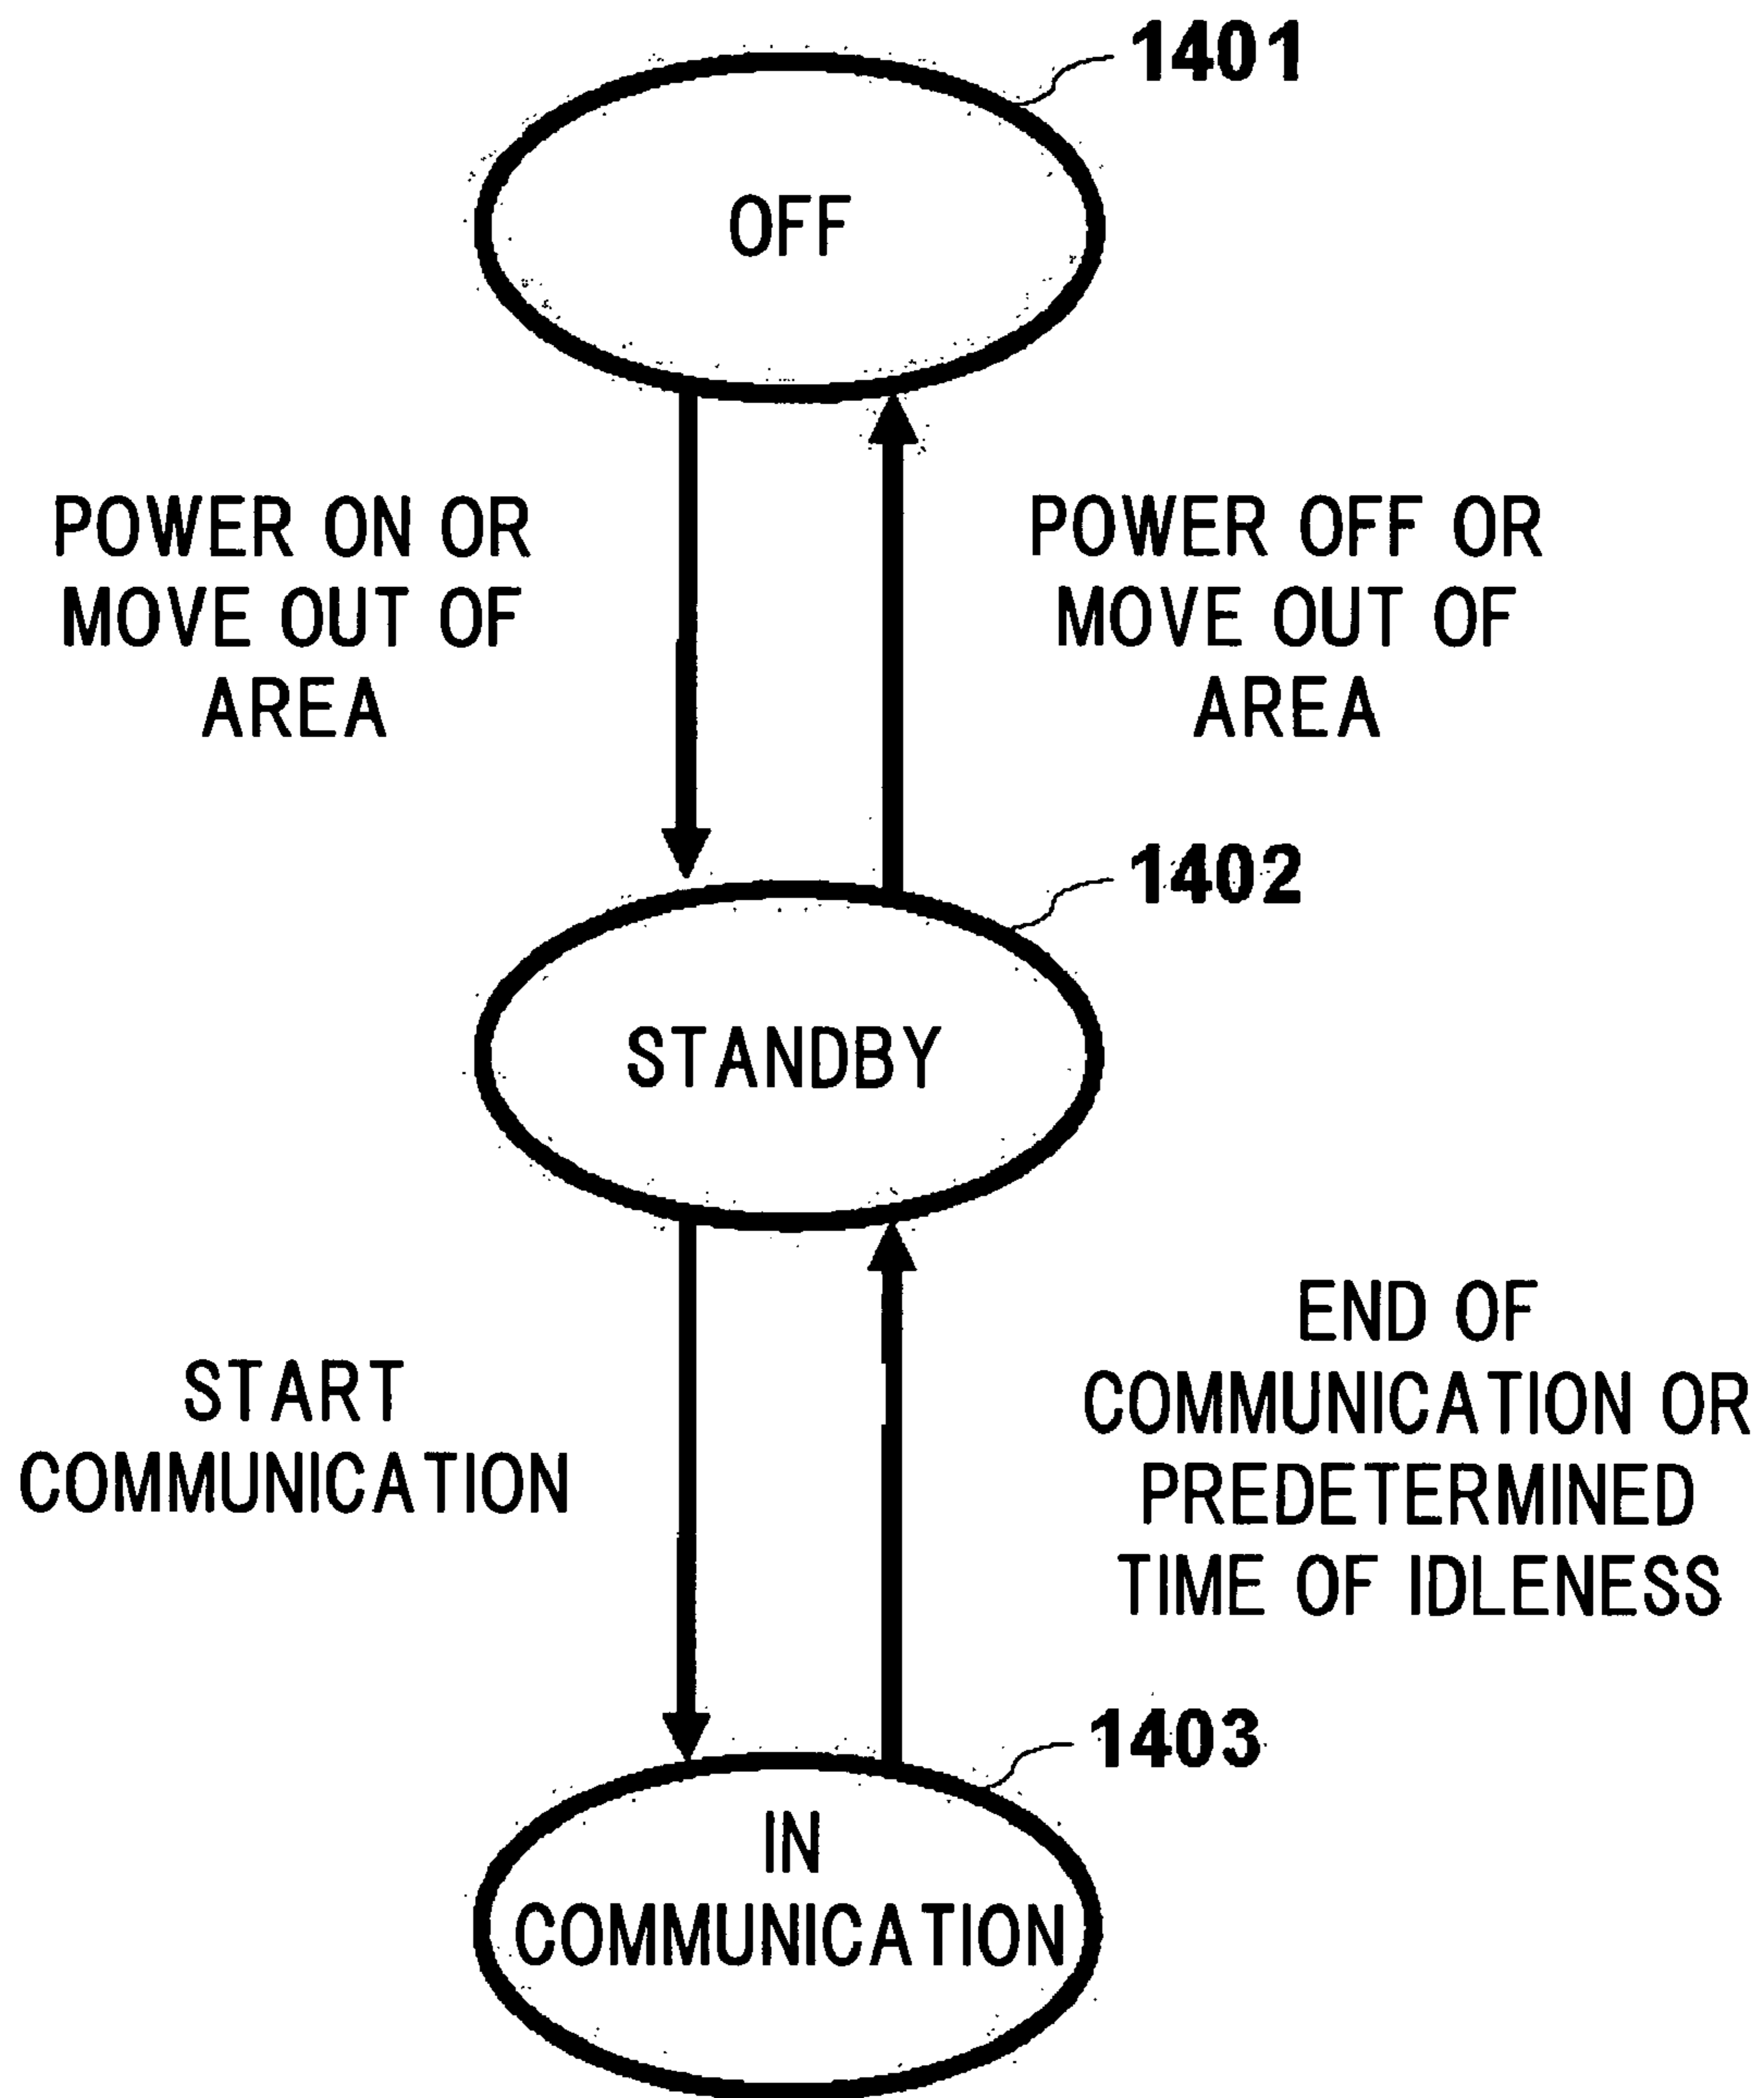 1401
OFF
POWER ON OR
MOVE OUT OF
AREA
POWER OFF OR
MOVE OUT OF
AREA
1402
STANDBY
START
COMMUNICATION
END OF
COMMUNICATION OR
PREDETERMINED
TIME OF IDLENESS
1403
IN
COMMUNICATION